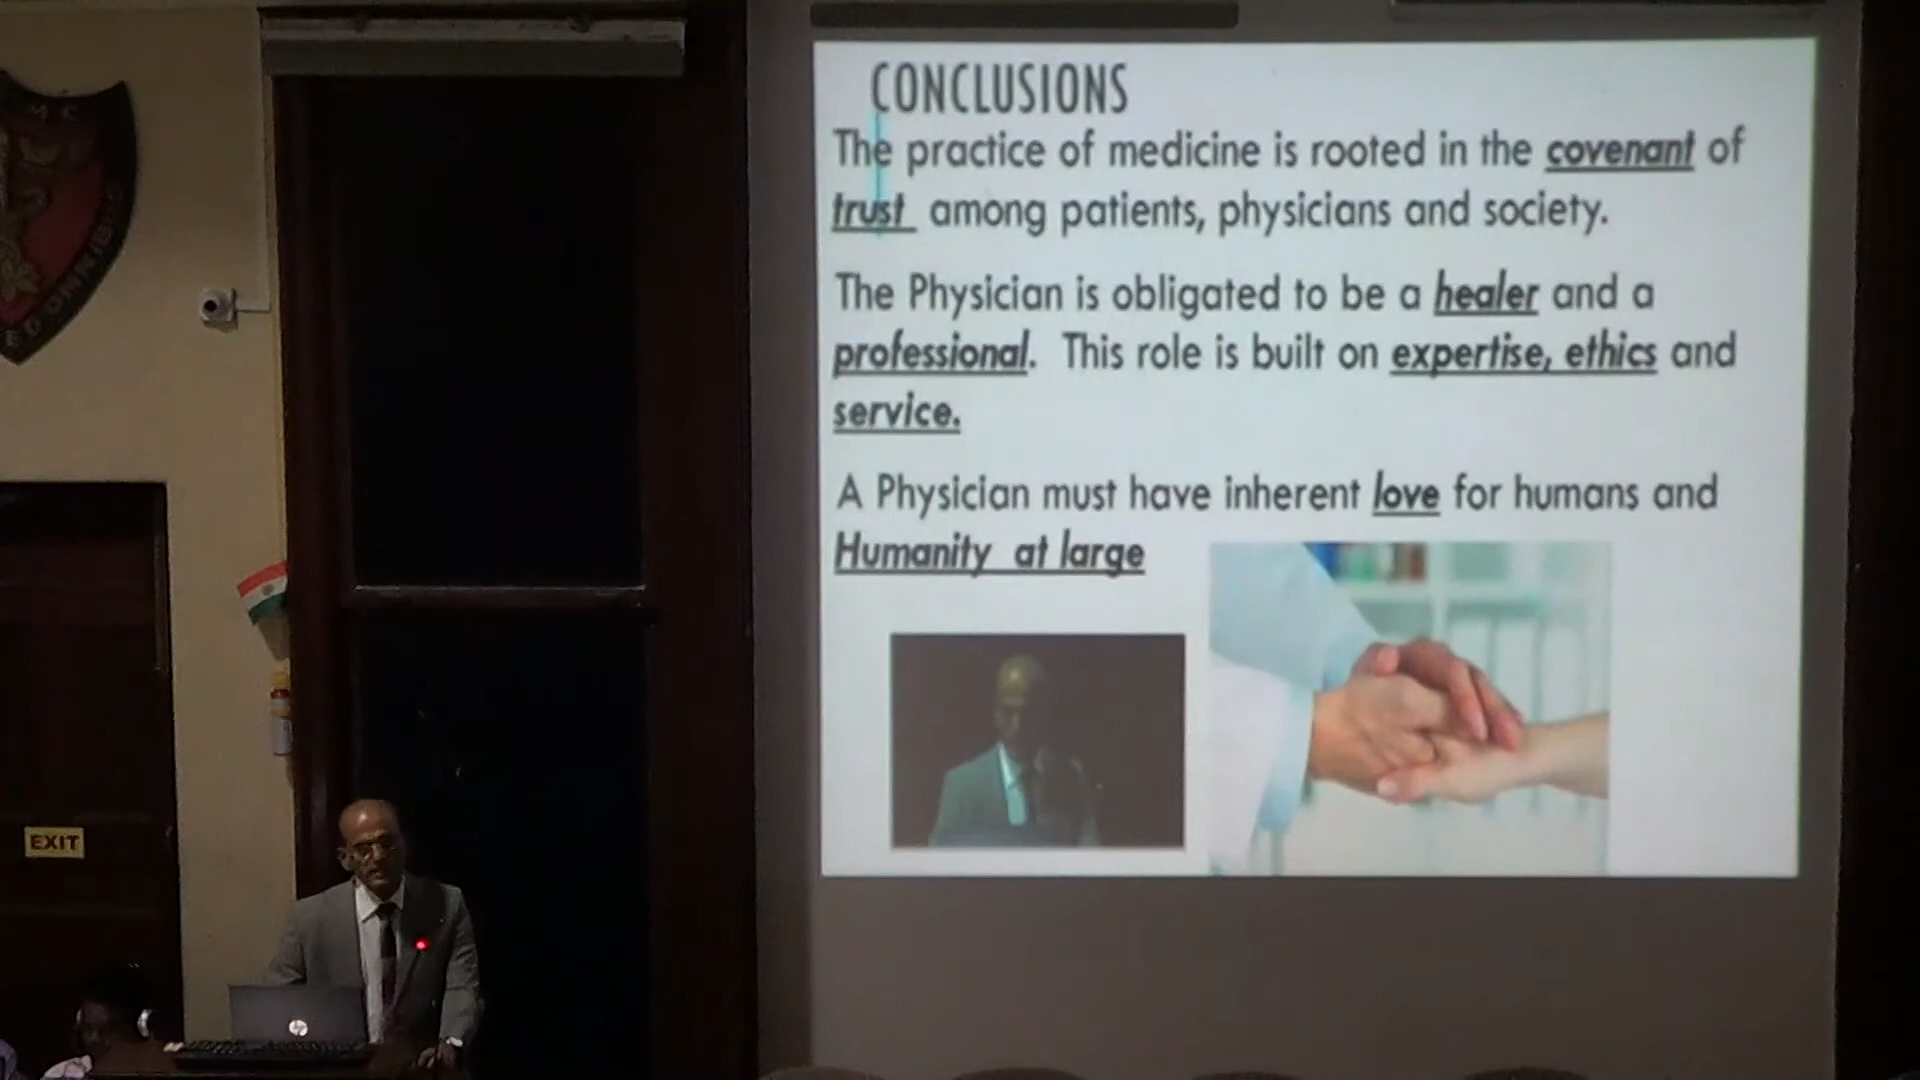 CONCLUSIONS
The practice of medicine is rooted in the covenant of
trust among patients, physicians and society.
The Physician is obligated to be a healer and a
professional. This role is built on expertise, ethics and
service.
A Physician must have inherent love for humans and
Humanity at large
EXIT
hp